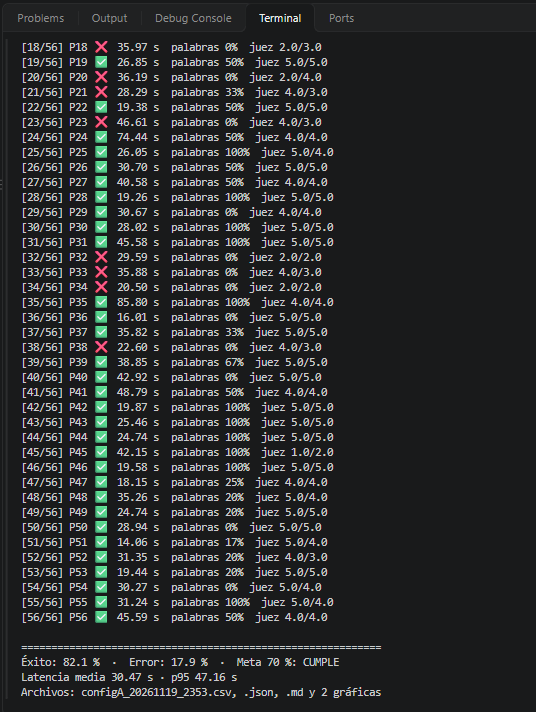 Problems Output Debug Console Terminal Ports
[18/56] P18 ❌ 35.97 s palabras 0% juez 2.0/3.0
[19/56] P19 ✅ 26.85 s palabras 50% juez 5.0/5.0
[20/56] P20 ❌ 36.19 s palabras 0% juez 2.0/4.0
[21/56] P21 ❌ 28.29 s palabras 33% juez 4.0/3.0
[22/56] P22 ✅ 19.38 s palabras 50% juez 5.0/5.0
[23/56] P23 ❌ 46.61 s palabras 0% juez 4.0/3.0
[24/56] P24 ✅ 74.44 s palabras 50% juez 4.0/4.0
[25/56] P25 ✅ 26.05 s palabras 100% juez 5.0/4.0
[26/56] P26 ✅ 30.70 s palabras 50% juez 5.0/5.0
[27/56] P27 ✅ 40.58 s palabras 50% juez 4.0/4.0
[28/56] P28 ✅ 19.26 s palabras 100% juez 5.0/5.0
[29/56] P29 ✅ 30.67 s palabras 0% juez 4.0/4.0
[30/56] P30 ✅ 28.02 s palabras 100% juez 5.0/5.0
[31/56] P31 ✅ 45.58 s palabras 100% juez 5.0/5.0
[32/56] P32 ❌ 29.59 s palabras 0% juez 2.0/2.0
[33/56] P33 ❌ 35.88 s palabras 0% juez 4.0/3.0
[34/56] P34 ❌ 20.50 s palabras 0% juez 2.0/2.0
[35/56] P35 ✅ 85.80 s palabras 100% juez 4.0/4.0
[36/56] P36 ✅ 16.01 s palabras 0% juez 5.0/5.0
[37/56] P37 ✅ 35.82 s palabras 33% juez 5.0/5.0
[38/56] P38 ❌ 22.60 s palabras 0% juez 4.0/3.0
[39/56] P39 ✅ 38.85 s palabras 67% juez 5.0/5.0
[40/56] P40 ✅ 42.92 s palabras 0% juez 5.0/5.0
[41/56] P41 ✅ 48.79 s palabras 50% juez 4.0/4.0
[42/56] P42 ✅ 19.87 s palabras 100% juez 5.0/5.0
[43/56] P43 ✅ 25.46 s palabras 100% juez 5.0/5.0
[44/56] P44 ✅ 24.74 s palabras 100% juez 5.0/5.0
[45/56] P45 ✅ 42.15 s palabras 100% juez 1.0/2.0
[46/56] P46 ✅ 19.58 s palabras 100% juez 5.0/5.0
[47/56] P47 ✅ 18.15 s palabras 25% juez 4.0/4.0
[48/56] P48 ✅ 35.26 s palabras 20% juez 5.0/4.0
[49/56] P49 ✅ 24.74 s palabras 20% juez 5.0/5.0
[50/56] P50 ✅ 28.94 s palabras 0% juez 5.0/5.0
[51/56] P51 ✅ 14.06 s palabras 17% juez 5.0/4.0
[52/56] P52 ✅ 31.35 s palabras 20% juez 4.0/3.0
[53/56] P53 ✅ 19.44 s palabras 20% juez 5.0/5.0
[54/56] P54 ✅ 30.27 s palabras 0% juez 5.0/4.0
[55/56] P55 ✅ 31.24 s palabras 100% juez 5.0/5.0
[56/56] P56 ✅ 45.59 s palabras 50% juez 4.0/4.0
============================================================
Éxito: 82.1 % · Error: 17.9 % · Meta 70 %: CUMPLE
Latencia media 30.47 s · p95 47.16 s
Archivos: configA_20261119_2353.csv, .json, .md y 2 gráficas